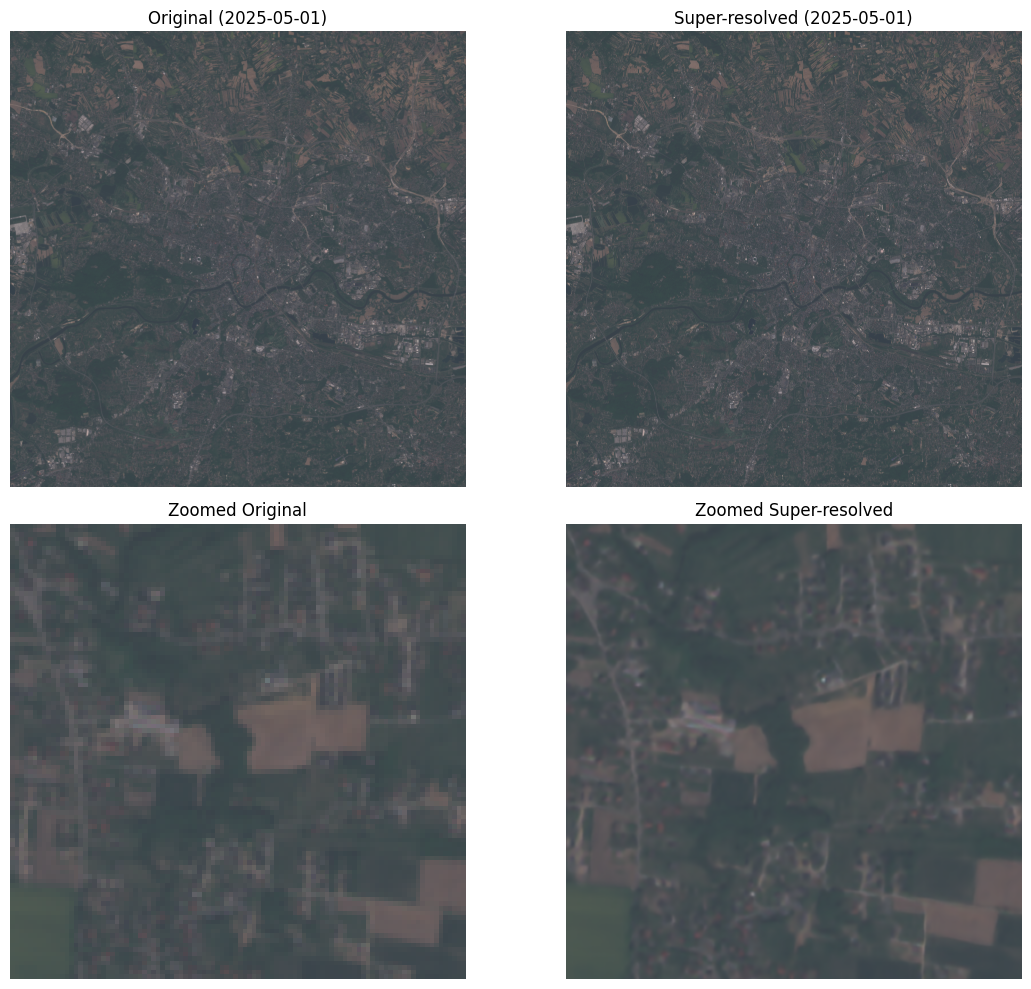 Original (2025-05-01)
Super-resolved (2025-05-01)
Zoomed Original
Zoomed Super-resolved